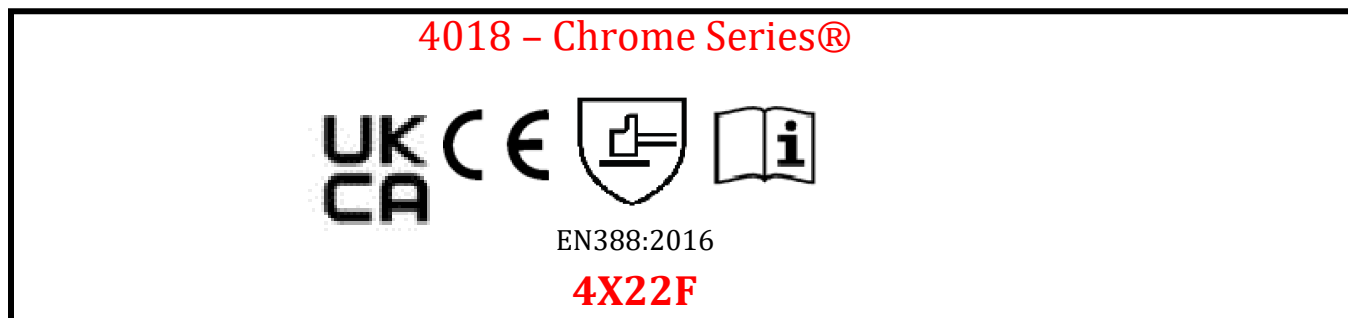 4018 – Chrome Series®
UK CE i
CA
EN388:2016
4X22F